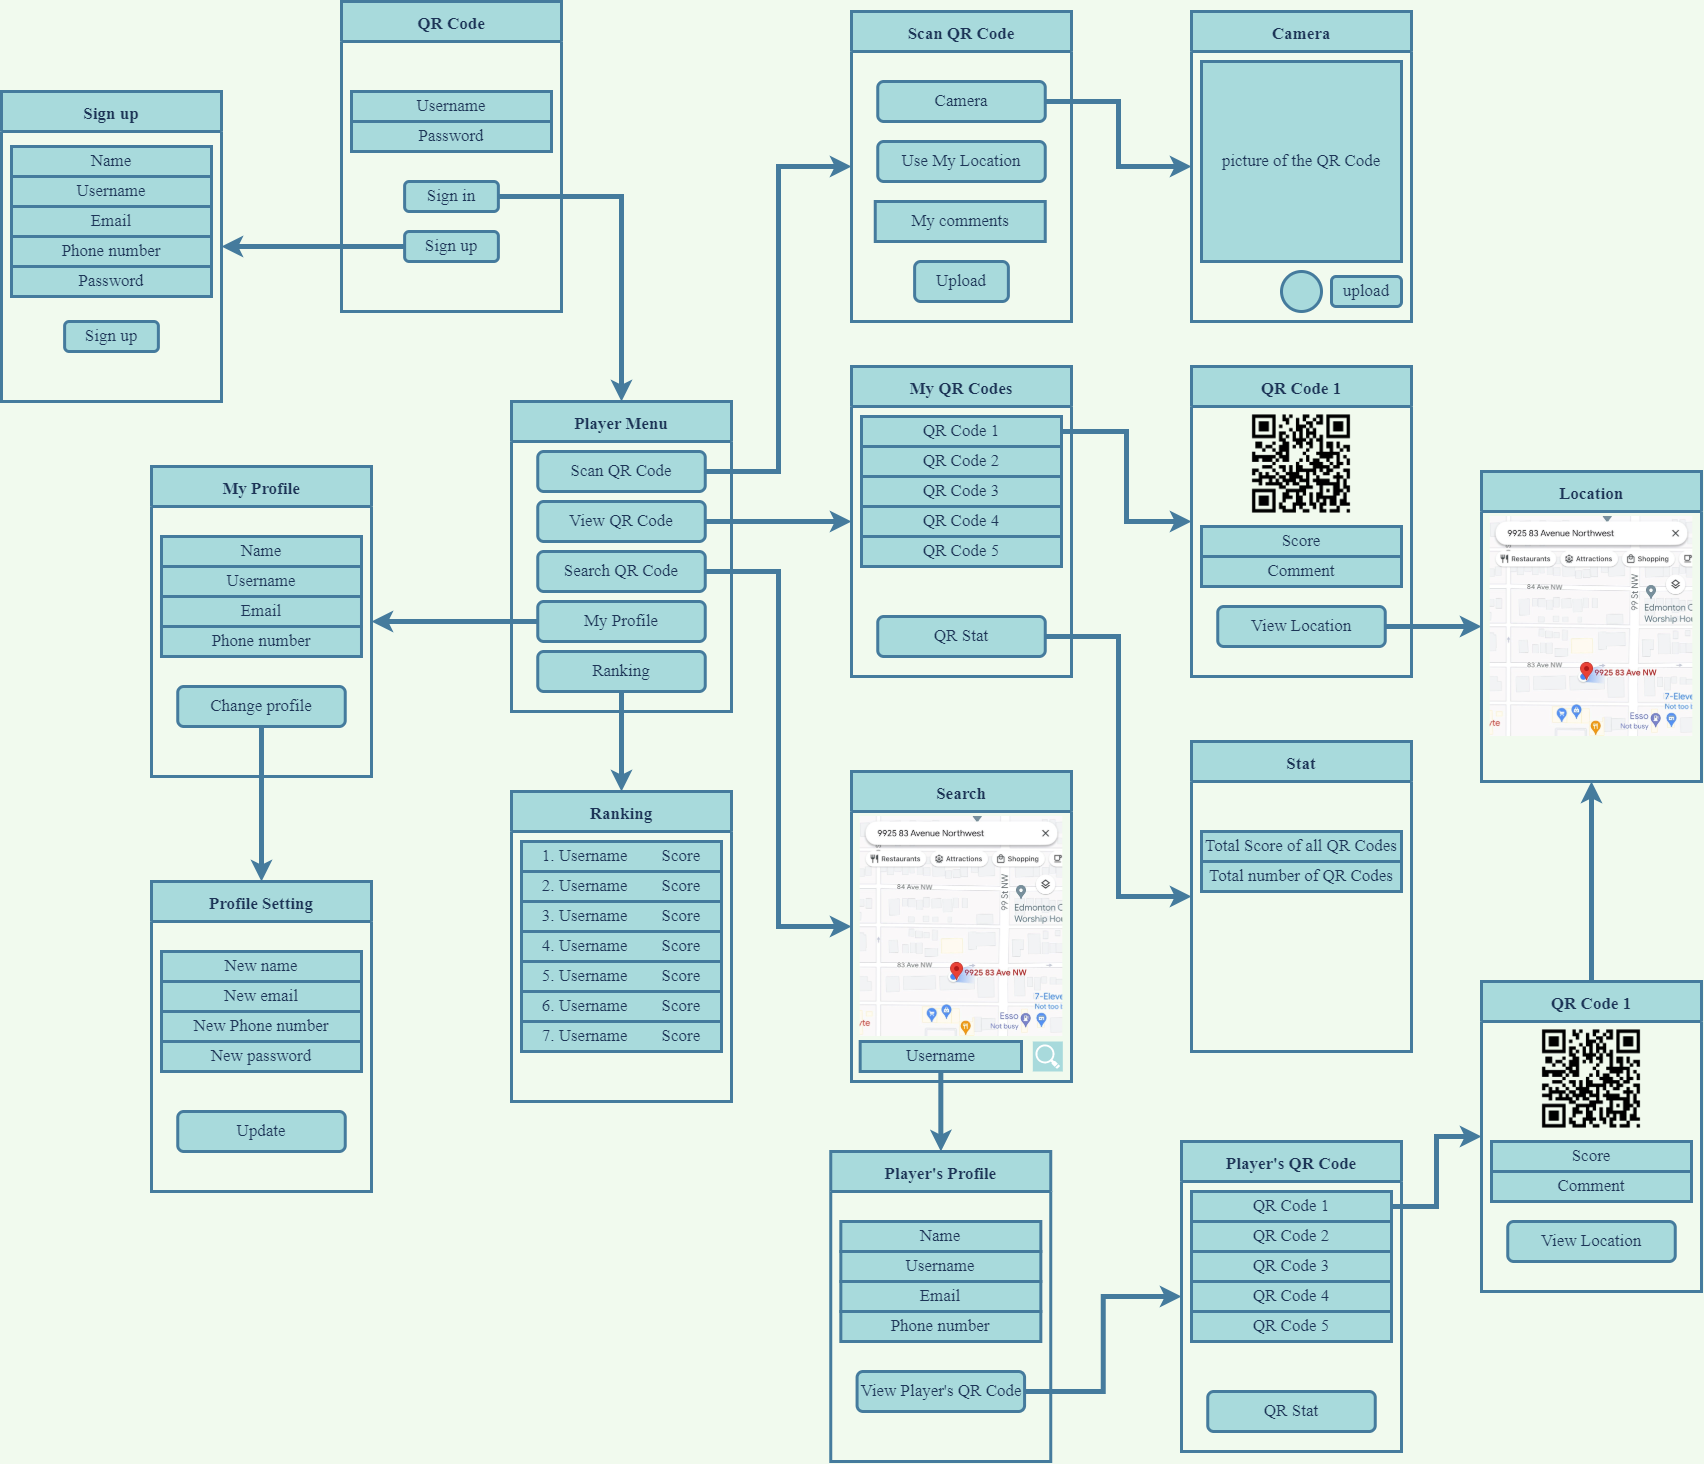 QR Code
Username
Password
Sign in
Sign up
Sign up
Name
Username
Email
Phone number
Password
Sign up
Scan QR Code
Camera
Use My Location
My comments
Upload
Camera
picture of the QR Code
upload
Player Menu
Scan QR Code
View QR Code
Search QR Code
My Profile
Ranking
My QR Codes
QR Code 1
QR Code 2
QR Code 3
QR Code 4
QR Code 5
QR Stat
QR Code 1
Score
Comment
View Location
Location
9925 83 Avenue Northwest
Restaurants
Attractions
Shopping
84 Ave NW
99 St NW
Edmonton C
Worship Hou
83 Ave NW
9925 83 Ave NW
7-Eleve
Not too b
Esso
Not busy
yte
My Profile
Name
Username
Email
Phone number
Change profile
Profile Setting
New name
New email
New Phone number
New password
Update
Ranking
1. Username Score
2. Username Score
3. Username Score
4. Username Score
5. Username Score
6. Username Score
7. Username Score
Search
9925 83 Avenue Northwest
Restaurants
Attractions
Shopping
84 Ave NW
99 St NW
Edmonton C
Worship Hou
83 Ave NW
9925 83 Ave NW
7-Eleve
Not too b
Esso
Not busy
yte
Username
Stat
Total Score of all QR Codes
Total number of QR Codes
Player's Profile
Name
Username
Email
Phone number
View Player's QR Code
Player's QR Code
QR Code 1
QR Code 2
QR Code 3
QR Code 4
QR Code 5
QR Stat
QR Code 1
Score
Comment
View Location